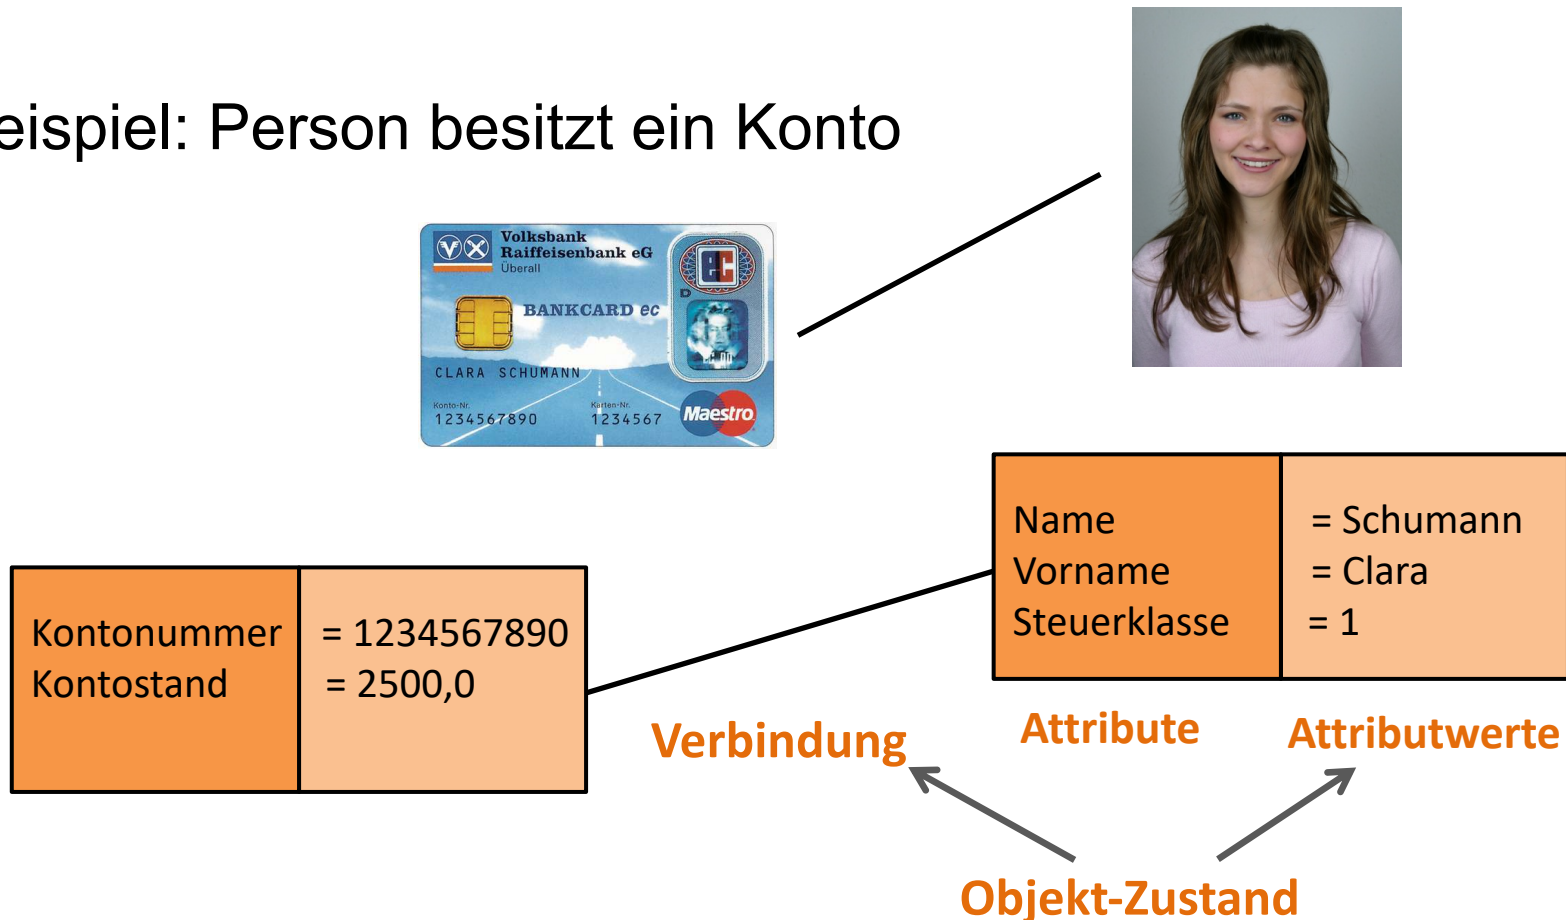 eispiel: Person besitzt ein Konto
Volksbank
Raiffeisenbank eG
Überall
BANKCARD ec
D
CLARA SCHUMANN
Konto-Nr.
Karten-Nr.
1234567890
1234567
Maestro
Name = Schumann
Vorname = Clara
Steuerklasse = 1
Kontonummer = 1234567890
Kontostand = 2500,0
Verbindung
Attribute
Attributwerte
Objekt-Zustand